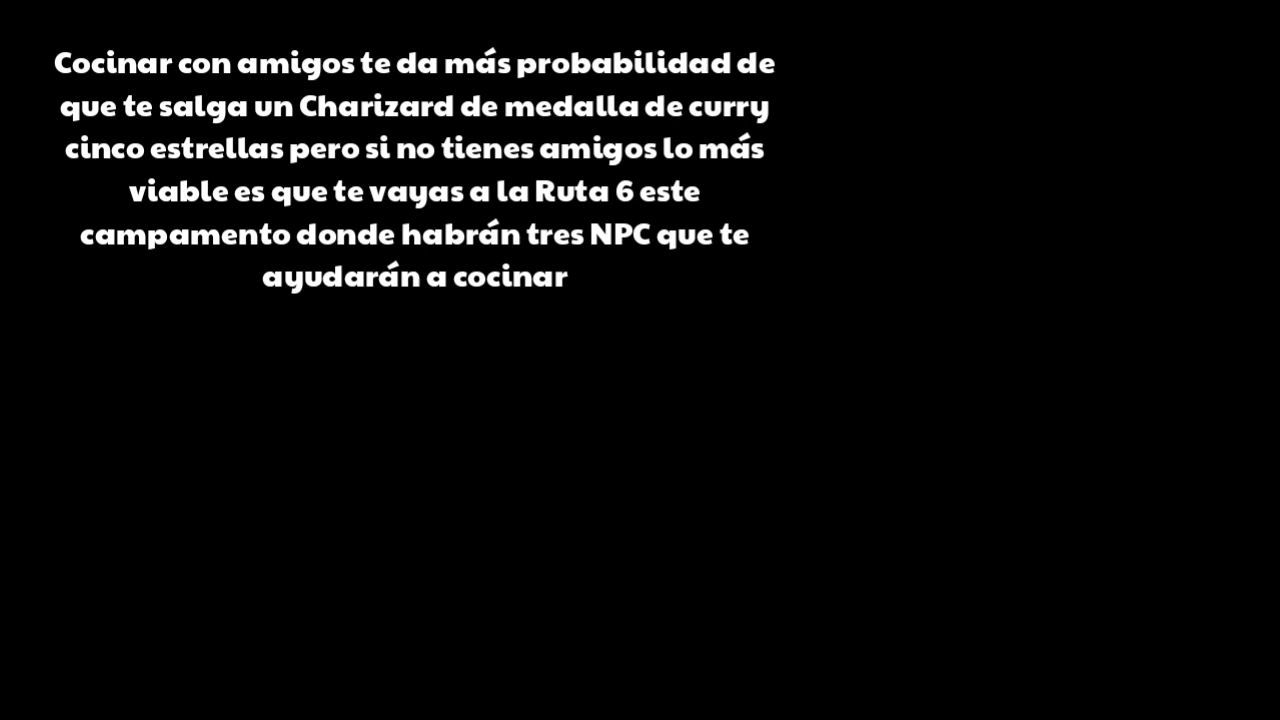 Cocinar con amigos te da más probabilidad de
que te salga un Charizard de medalla de curry
cinco estrellas pero si no tienes amigos lo más
viable es que te vayas a la Ruta 6 este
campamento donde habrán tres NPC que te
ayudarán a cocinar